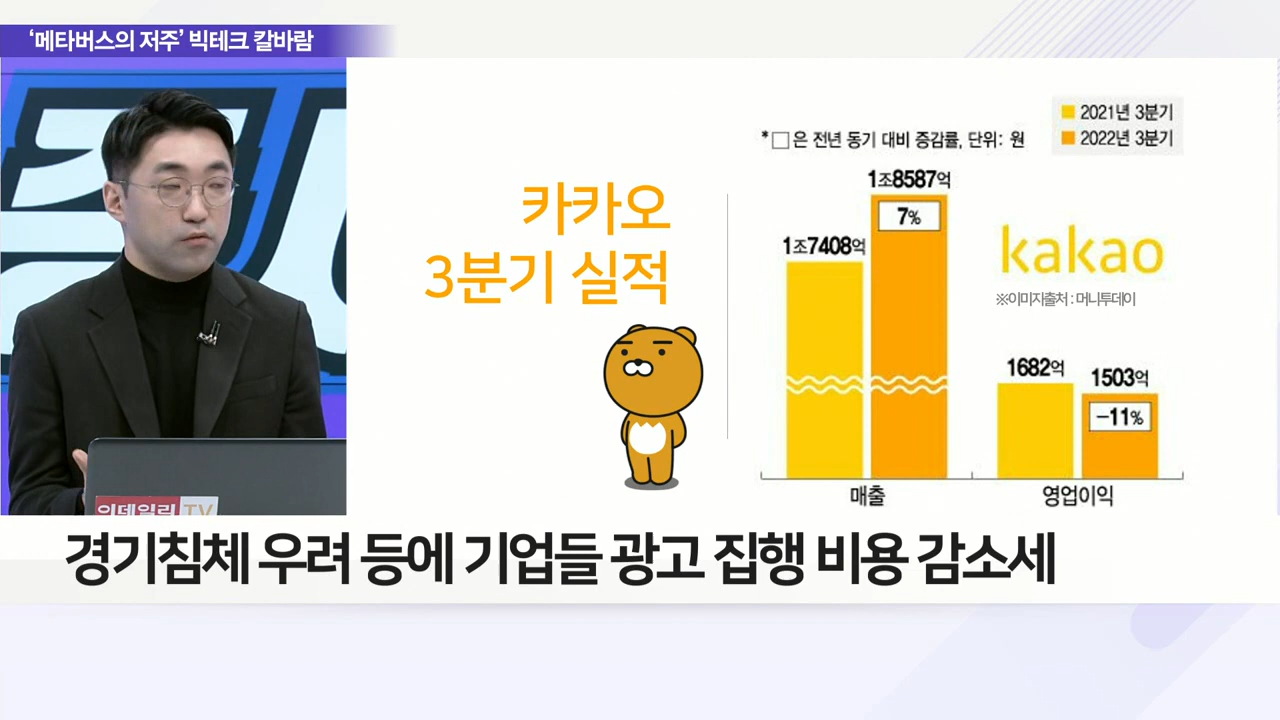 ‘메타버스의 저주’ 빅테크 칼바람
카카오
3분기 실적
*□은 전년 동기 대비 증감률, 단위: 원
2021년 3분기
2022년 3분기
1조7408억
1조8587억
7%
kakao
※이미지출처 : 머니투데이
1682억
1503억
-11%
매출
영업이익
이데일리 TV
경기침체 우려 등에 기업들 광고 집행 비용 감소세